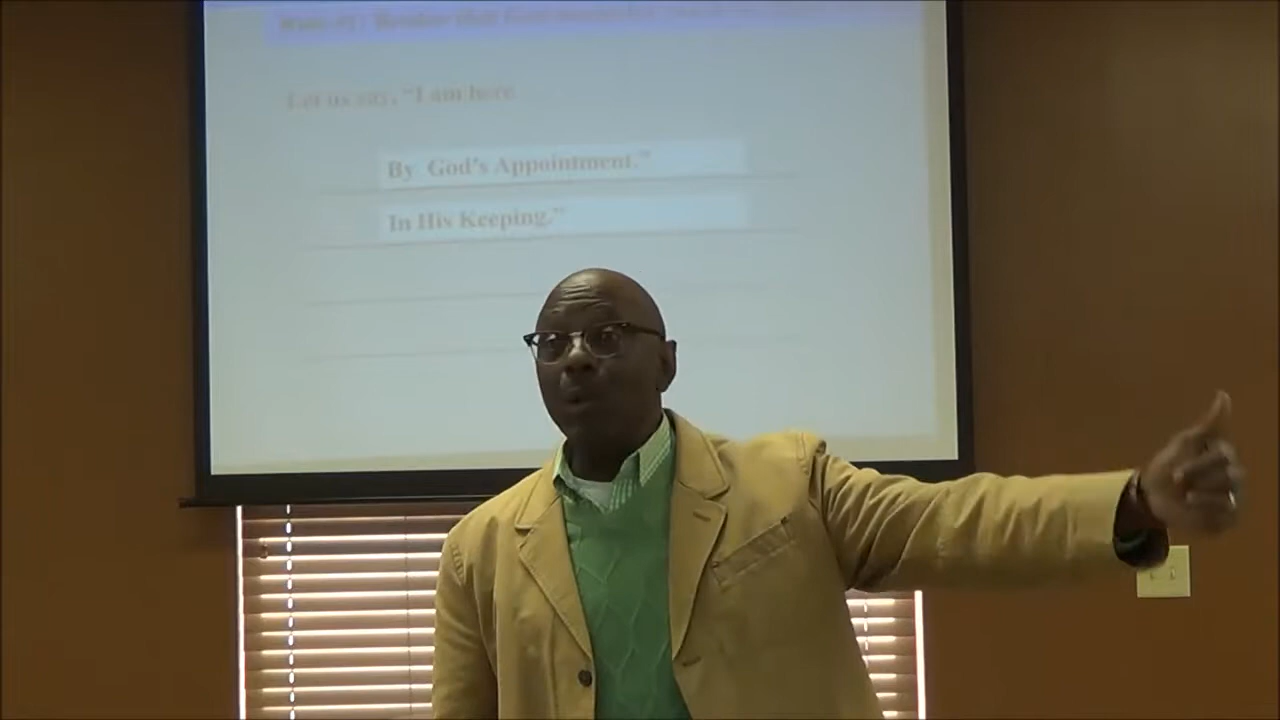 Let us say, "I am here
By God's Appointment."
In His Keeping."